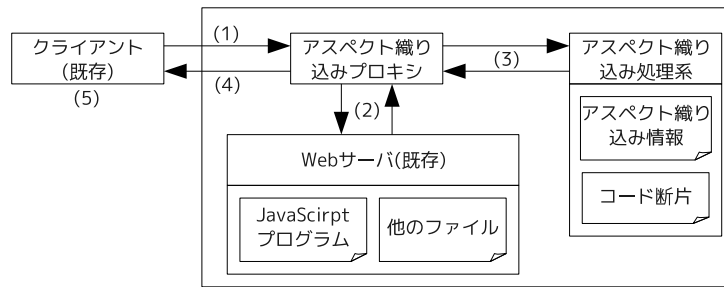 クライアント
(既存)
(5)
(1)
(4)
アスペクト織り
込みプロキシ
(2)
(3)
アスペクト織り
込み処理系
アスペクト織り
込み情報
コード断片
Webサーバ(既存)
JavaScirpt
プログラム
他のファイル